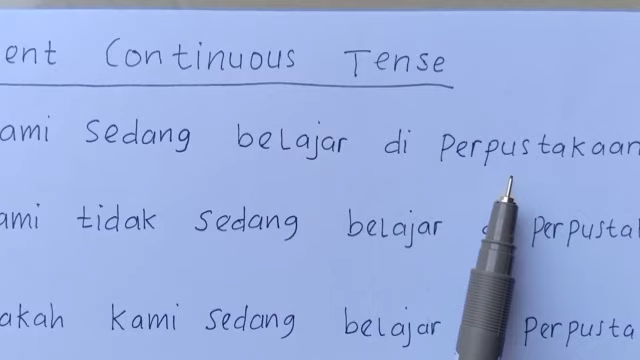 ent Continuous Tense
ami sedang belajar di perpustakaan
ami tidak sedang belajar perpusta
akah kami sedang belajar perpusta